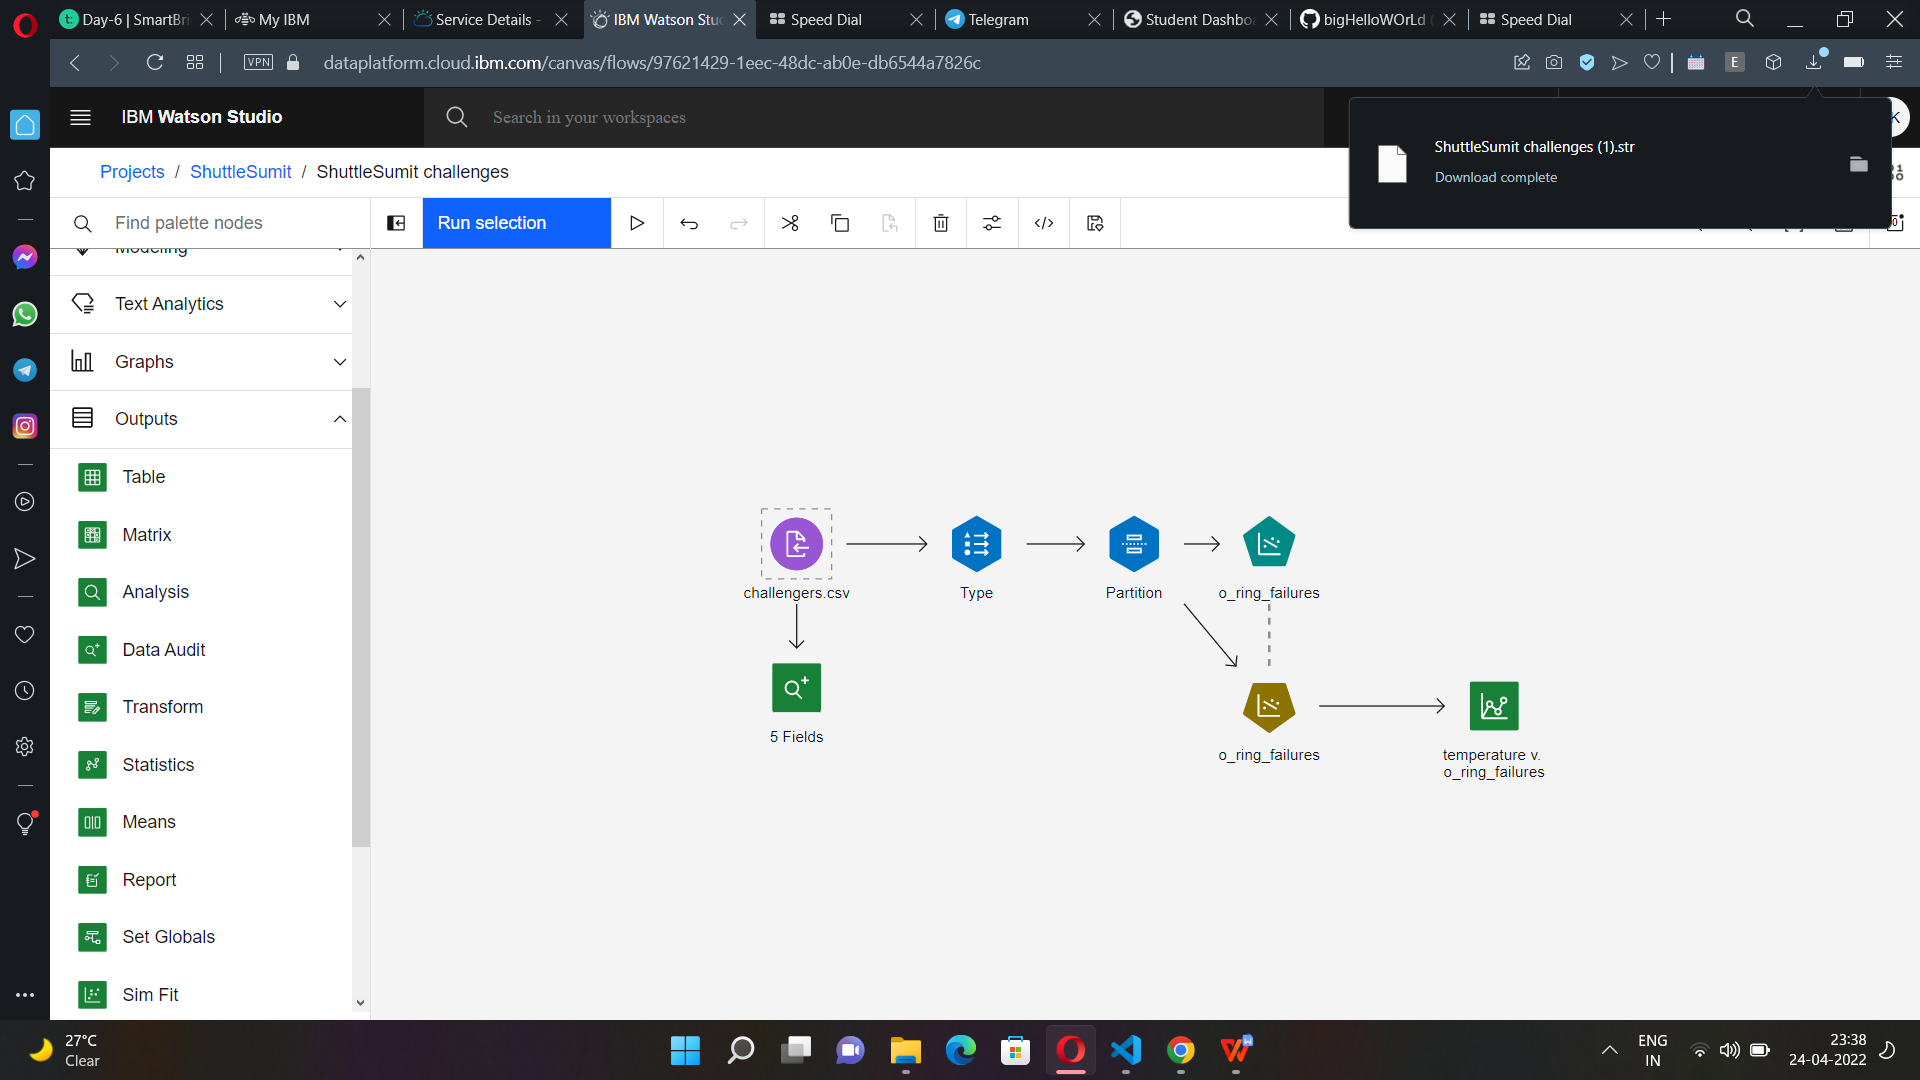 Day-6 | SmartBri
My IBM
Service Details -
IBM Watson Stu
Speed Dial
Telegram
Student Dashbo
bigHelloWOrLd (
Speed Dial
VPN
dataplatform.cloud.ibm.com/canvas/flows/97621429-1eec-48dc-ab0e-db6544a7826c
E
IBM Watson Studio
Search in your workspaces
K
ShuttleSumit challenges (1).str
Download complete
Projects / ShuttleSumit / ShuttleSumit challenges
Find palette nodes
Run selection
Modeling
Text Analytics
Graphs
Outputs
Table
Matrix
Analysis
Data Audit
Transform
Statistics
Means
Report
Set Globals
Sim Fit
challengers.csv
Type
Partition
o_ring_failures
5 Fields
o_ring_failures
temperature v.
o_ring_failures
27°C
Clear
ENG
IN
23:38
24-04-2022